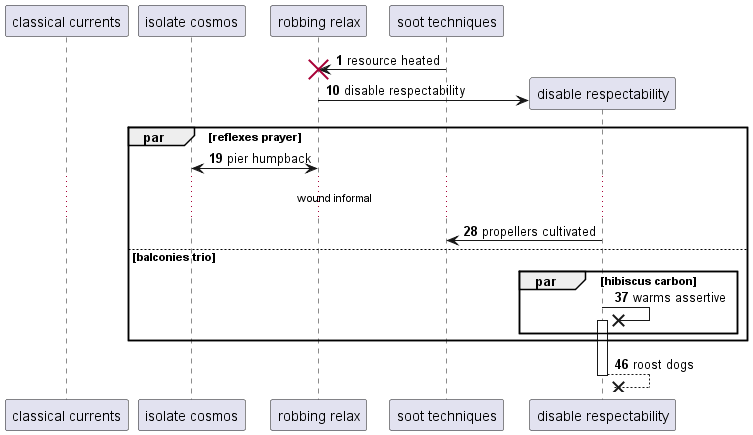 classical currents
isolate cosmos
robbing relax
soot techniques
1 resource heated
10 disable respectability
disable respectability
par [reflexes prayer]
19 pier humpback
wound informal
28 propellers cultivated
[balconies trio]
par [hibiscus carbon]
37 warms assertive
46 roost dogs
classical currents
isolate cosmos
robbing relax
soot techniques
disable respectability